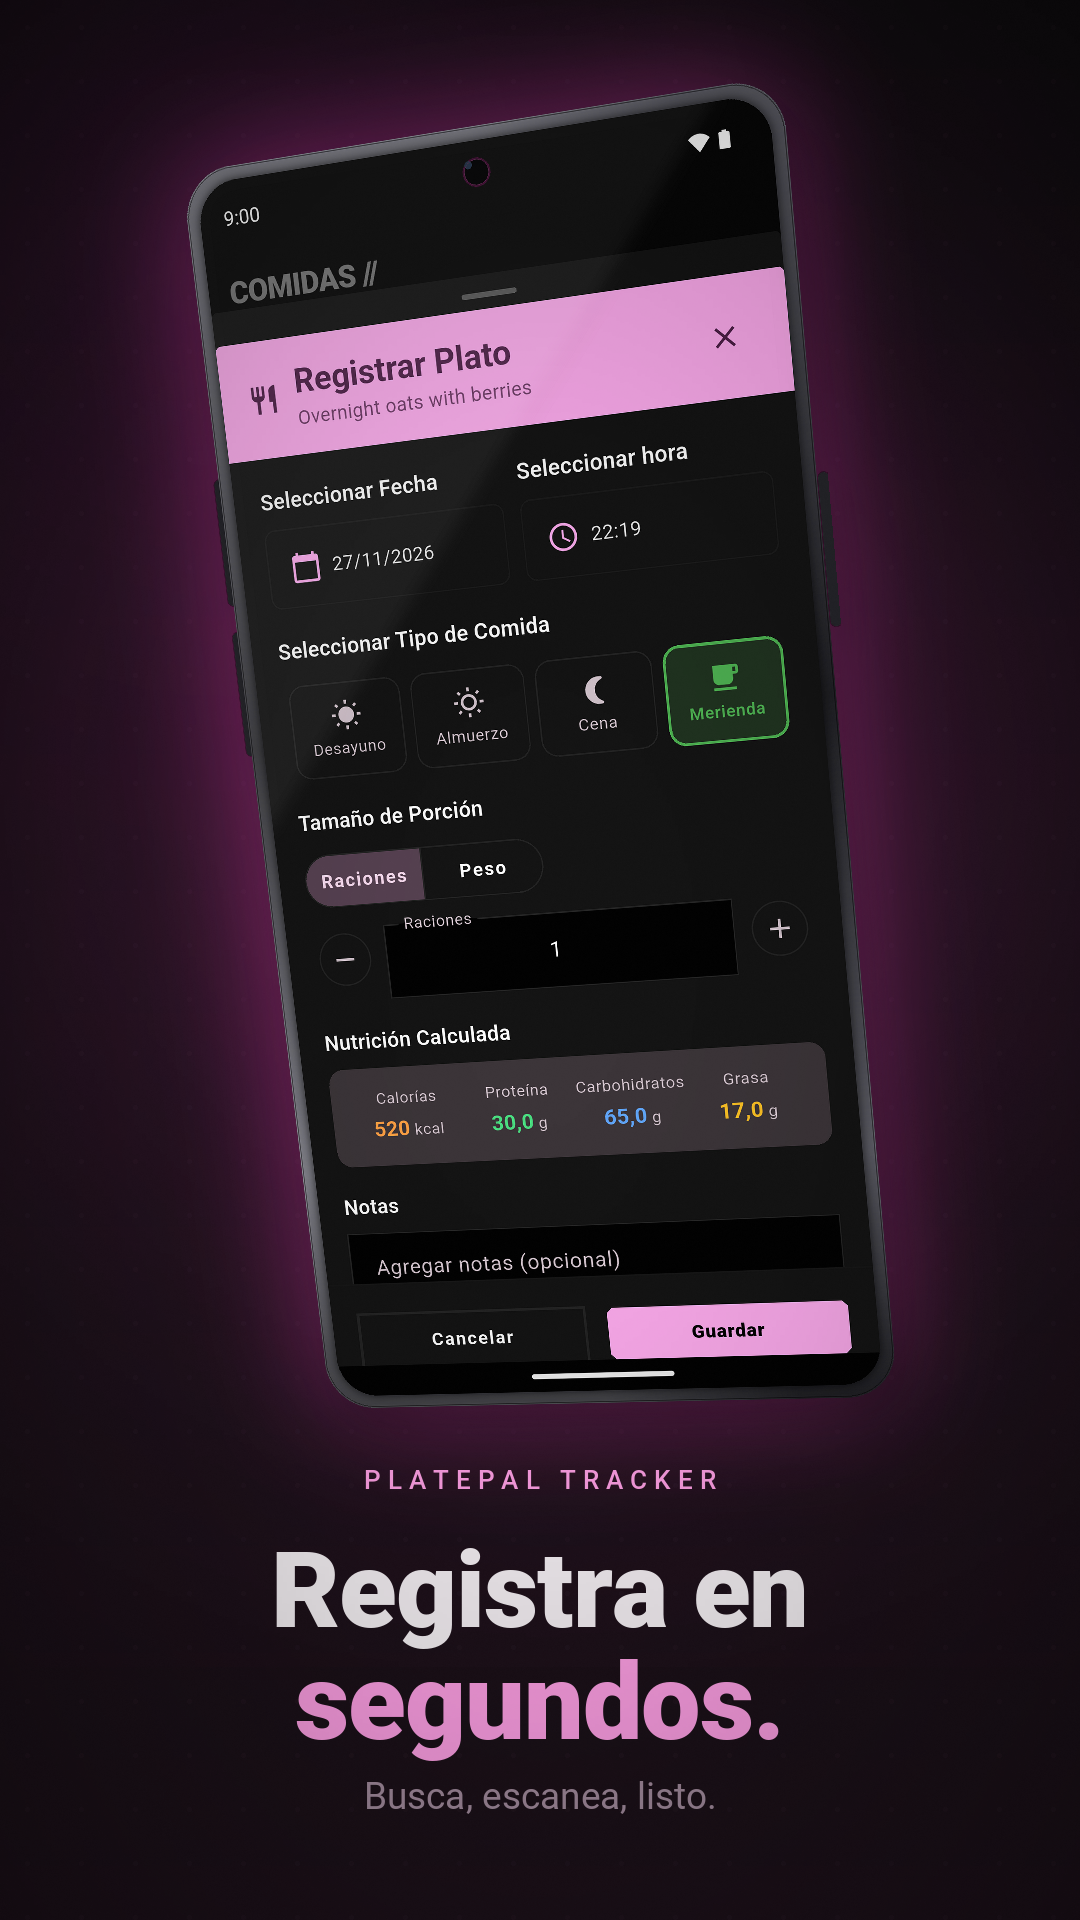 9:00
COMIDAS //
Registrar Plato
Overnight oats with berries
Seleccionar Fecha
Seleccionar hora
27/11/2026
22:19
Seleccionar Tipo de Comida
Desayuno
Almuerzo
Cena
Merienda
Tamaño de Porción
Raciones
Peso
Raciones
1
Nutrición Calculada
Calorías
Proteína
Carbohidratos
Grasa
520 kcal
30,0 g
65,0 g
17,0 g
Notas
Agregar notas (opcional)
Cancelar
Guardar
PLATEPAL TRACKER
Registra en
segundos.
Busca, escanea, listo.